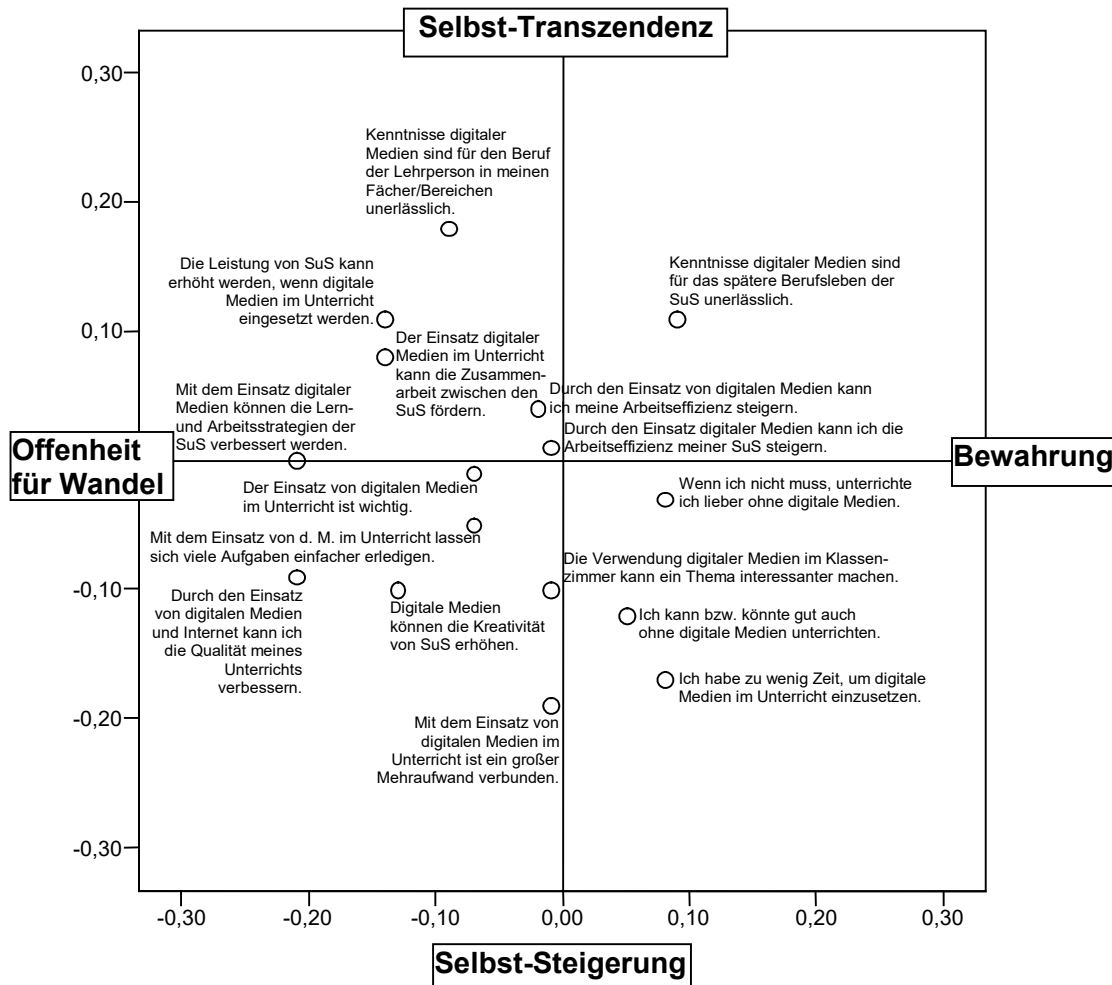 Selbst-Transzendenz
0,30
Kenntnisse digitaler
Medien sind für den Beruf
der Lehrperson in meinen
Fächer/Bereichen
unerlässlich.
0,20
Die Leistung von SuS kann
erhöht werden, wenn digitale
Medien im Unterricht
eingesetzt werden.
Kenntnisse digitaler Medien sind
für das spätere Berufsleben der
SuS unerlässlich.
0,10
Der Einsatz digitaler
Medien im Unterricht
kann die Zusammen-
arbeit zwischen den
SuS fördern.
Mit dem Einsatz digitaler
Medien können die Lern-
und Arbeitsstrategien der
SuS verbessert werden.
Durch den Einsatz von digitalen Medien kann
ich meine Arbeitseffizienz steigern.
Durch den Einsatz digitaler Medien kann ich die
Arbeitseffizienz meiner SuS steigern.
Offenheit
für Wandel
Bewahrung
Der Einsatz von digitalen Medien
im Unterricht ist wichtig.
Wenn ich nicht muss, unterrichte
ich lieber ohne digitale Medien.
Mit dem Einsatz von d. M. im Unterricht lassen
sich viele Aufgaben einfacher erledigen.
Die Verwendung digitaler Medien im Klassen-
zimmer kann ein Thema interessanter machen.
-0,10
Durch den Einsatz
von digitalen Medien
und Internet kann ich
die Qualität meines
Unterrichts
verbessern.
Digitale Medien
können die Kreativität
von SuS erhöhen.
Ich kann bzw. könnte gut auch
ohne digitale Medien unterrichten.
Ich habe zu wenig Zeit, um digitale
Medien im Unterricht einzusetzen.
-0,20
Mit dem Einsatz von
digitalen Medien im
Unterricht ist ein großer
Mehraufwand verbunden.
-0,30
-0,30 -0,20 -0,10 0,00 0,10 0,20 0,30
Selbst-Steigerung